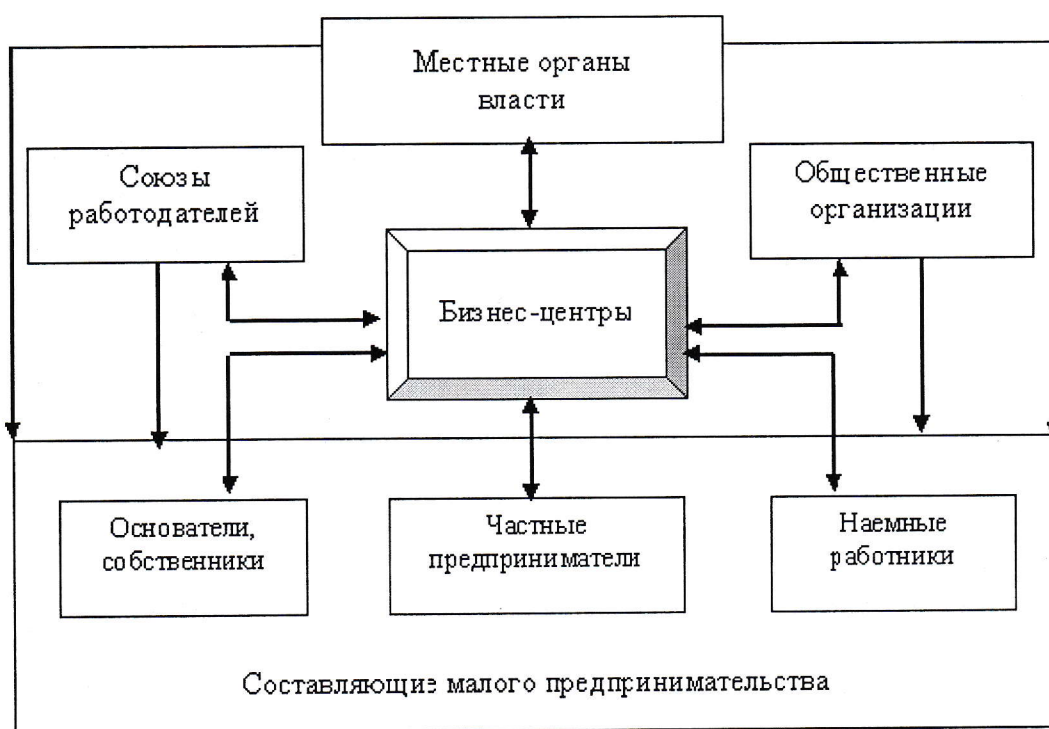 Местные органы
власти
Союзы
работодателей
Общественные
организации
Бизнес-центры
Основатели,
собственники
Частные
предприниматели
Наемные
работники
Составляющие малого предпринимательства